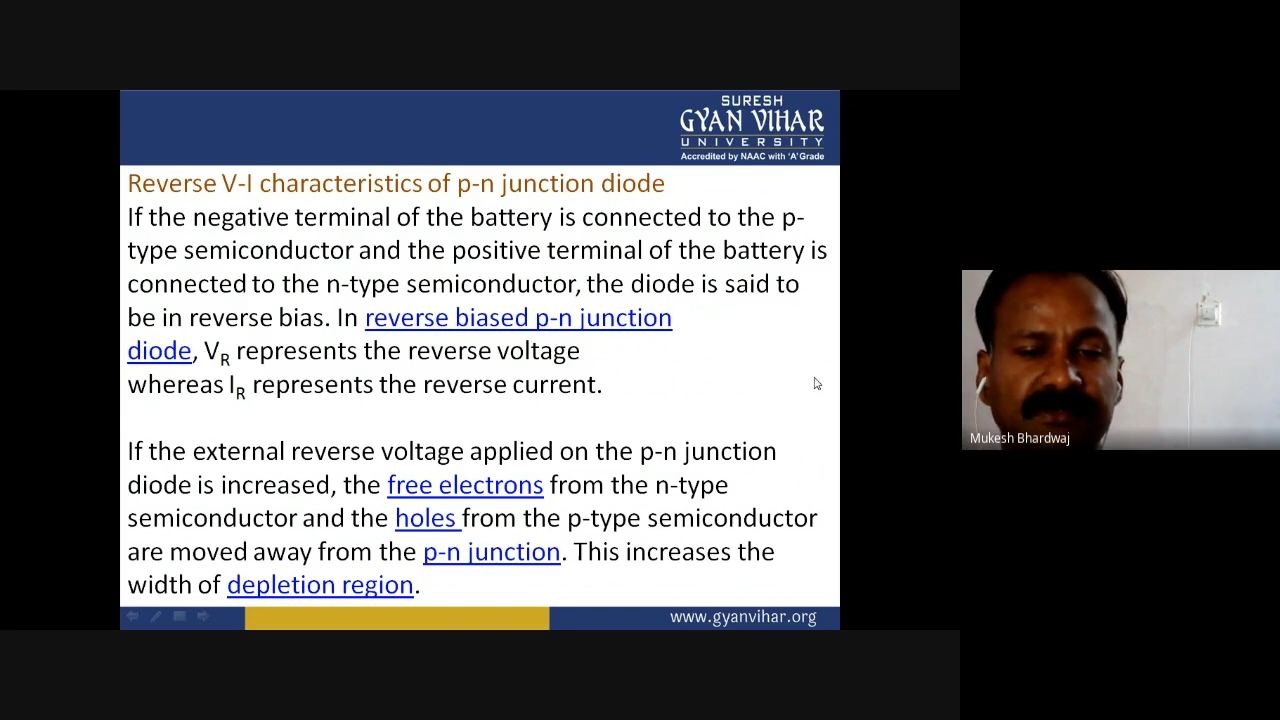 SURESH
GYAN VIHAR
UNIVERSITY
Accredited by NAAC with 'A' Grade
Reverse V-I characteristics of p-n junction diode
If the negative terminal of the battery is connected to the p-
type semiconductor and the positive terminal of the battery is
connected to the n-type semiconductor, the diode is said to
be in reverse bias. In reverse biased p-n junction
diode, VR represents the reverse voltage
whereas IR represents the reverse current.
If the external reverse voltage applied on the p-n junction
diode is increased, the free electrons from the n-type
semiconductor and the holes from the p-type semiconductor
are moved away from the p-n junction. This increases the
width of depletion region.
www.gyanvihar.org
Mukesh Bhardwaj